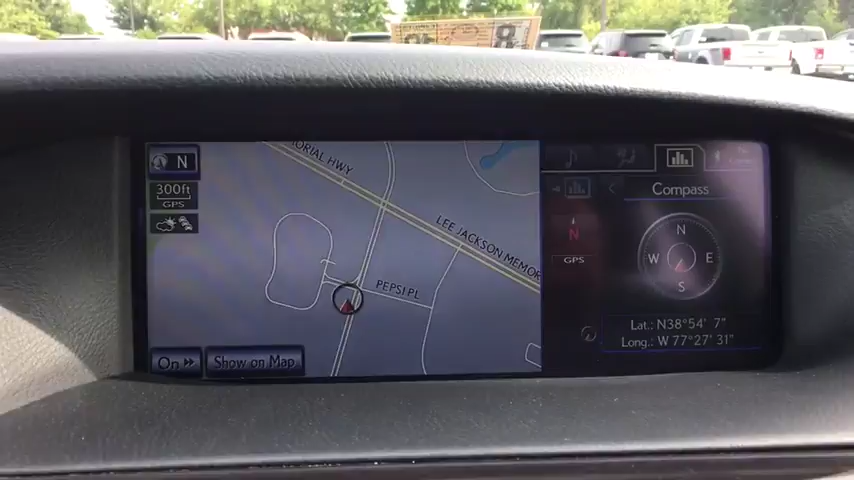 N
300ft
GPS
ORIAL HWY
LEE JACKSON MEMOR
PEPSI PL
On
Show on Map
Compass
N
GPS
N
W E
S
Lat.: N38°54' 7"
Long.: W 77°27' 31"